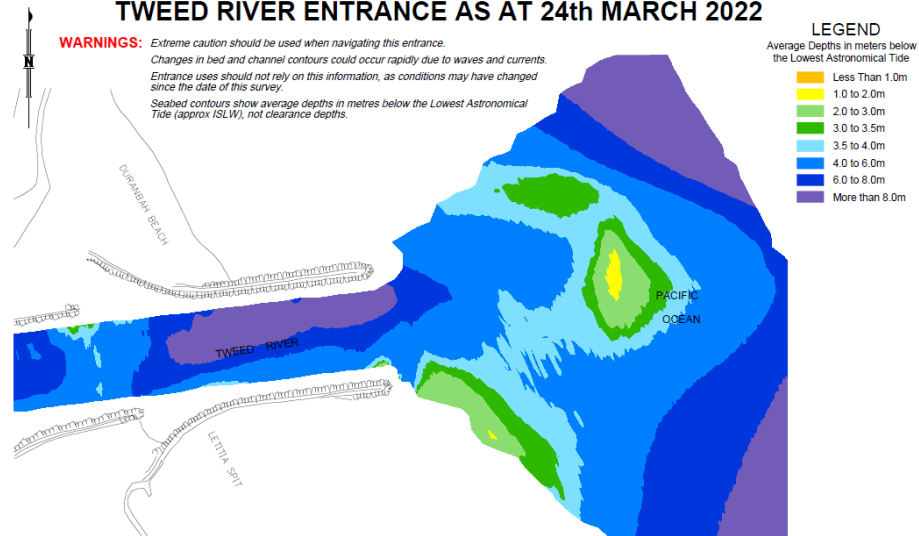 TWEED RIVER ENTRANCE AS AT 24th MARCH 2022
WARNINGS: Extreme caution should be used when navigating this entrance.
Changes in bed and channel contours could occur rapidly due to waves and currents.
Entrance uses should not rely on this information, as conditions may have changed
since the date of this survey.
Seabed contours show average depths in metres below the Lowest Astronomical
Tide (approx ISLW), not clearance depths.
LEGEND
Average Depths in meters below
the Lowest Astronomical Tide
Less Than 1.0m
1.0 to 2.0m
2.0 to 3.0m
3.0 to 3.5m
3.5 to 4.0m
4.0 to 6.0m
6.0 to 8.0m
More than 8.0m
N
DURANBAH BEACH
PACIFIC
OCEAN
TWEED RIVER
LETITIA SPIT